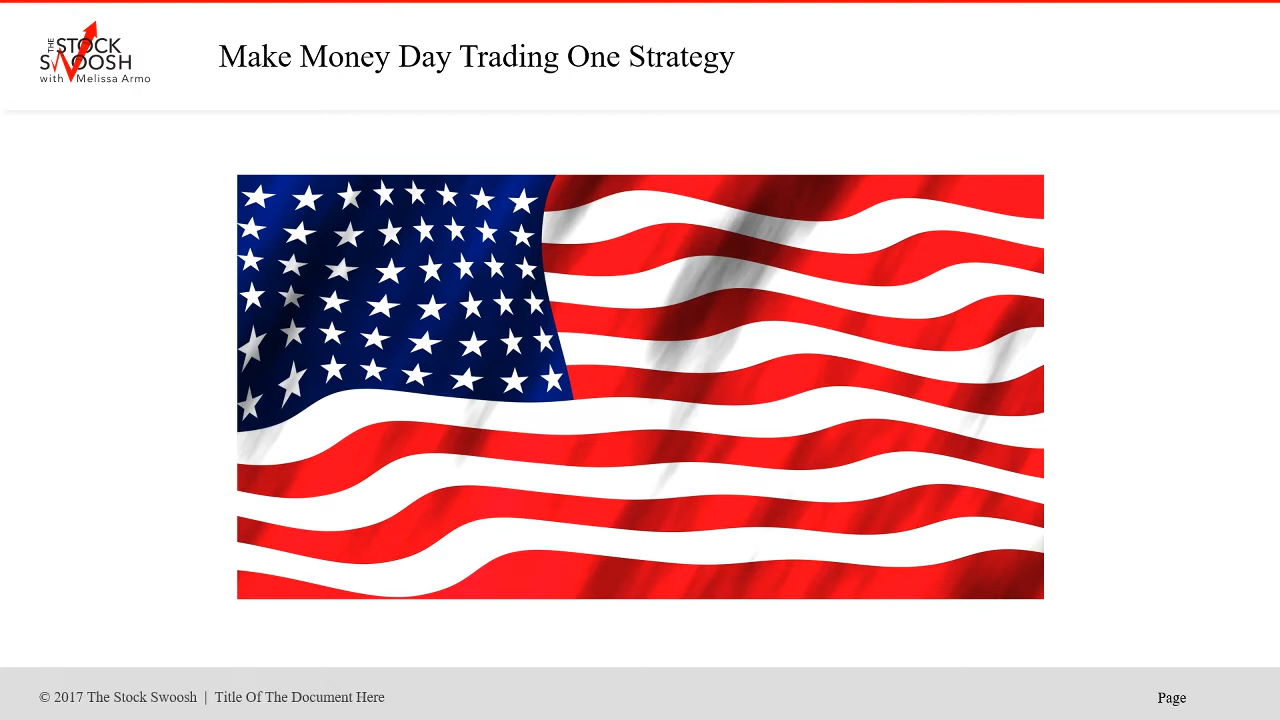 THE STOCK
SWOOSH
with Melissa Armo
Make Money Day Trading One Strategy
© 2017 The Stock Swoosh | Title Of The Document Here
Page